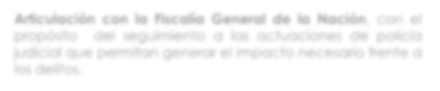 Articulación con la Fiscalía General de la Nación, con el
propósito del seguimiento a las actuaciones de policía
judicial que permitan generar el impacto necesario frente a
los delitos.